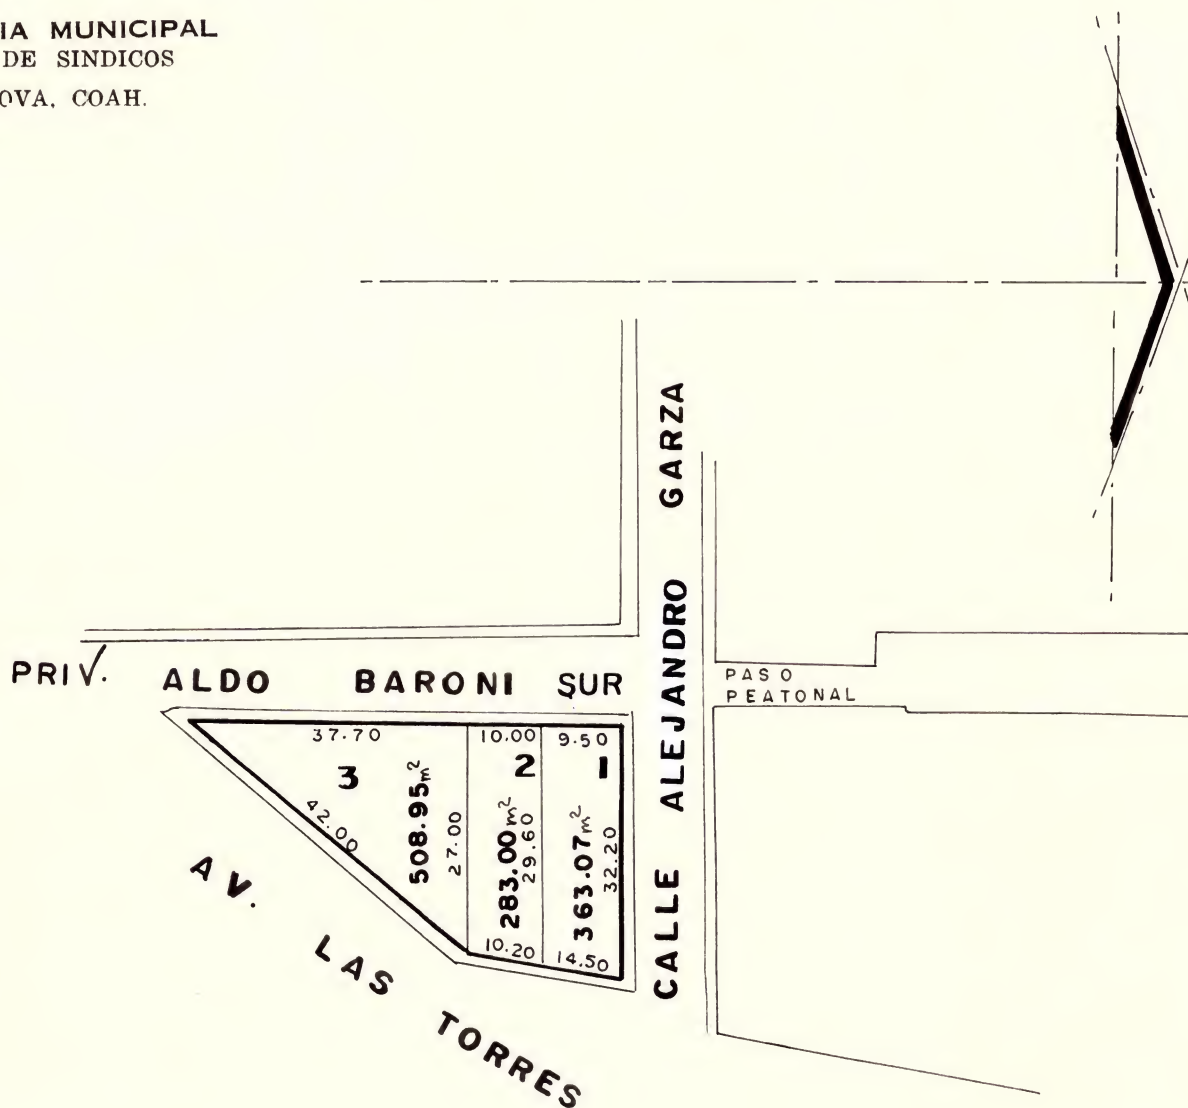 IA MUNICIPAL
DE SINDICOS
OVA, COAH.
CALLE ALEJANDRO GARZA
PRIV. ALDO BARONI SUR
PASO
PEATONAL
37.70
10.00
9.50
3
2
1
508.95m²
27.00
283.00m²
29.60
363.07m²
32.20
42.00
10.20
14.50
AV. LAS TORRES